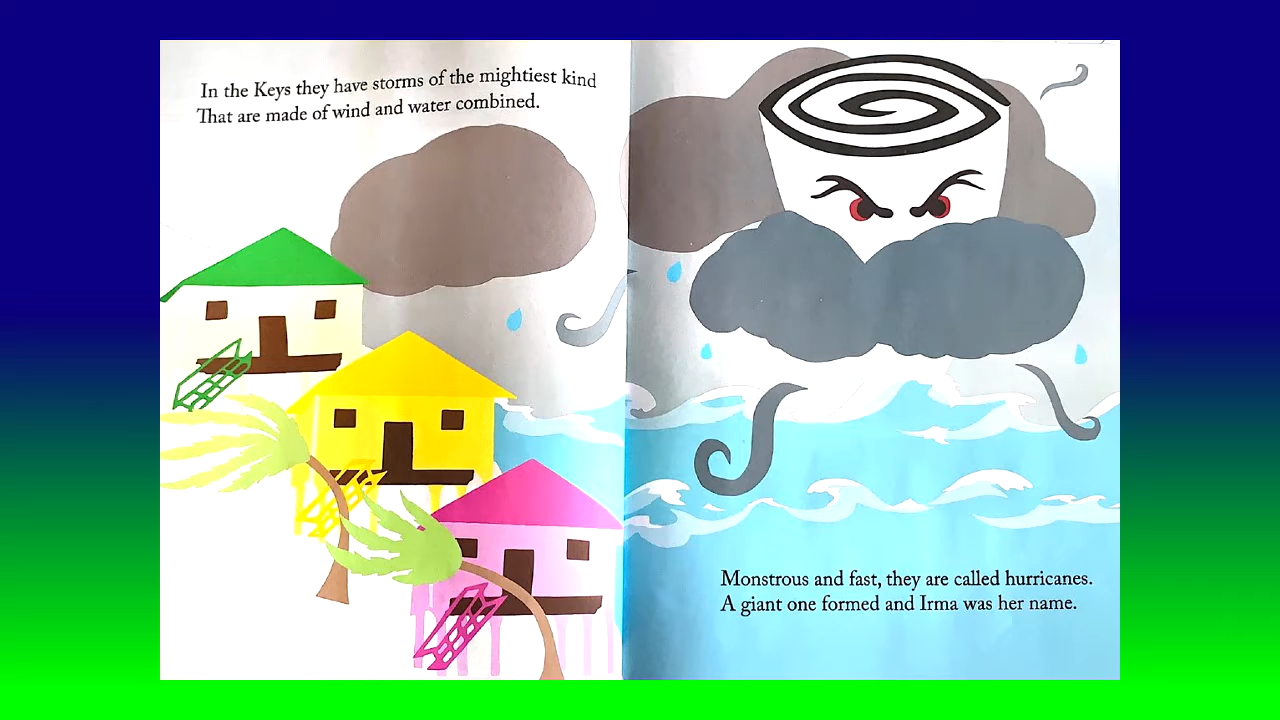 In the Keys they have storms of the mightiest kind
That are made of wind and water combined.
Monstrous and fast, they are called hurricanes.
A giant one formed and Irma was her name.